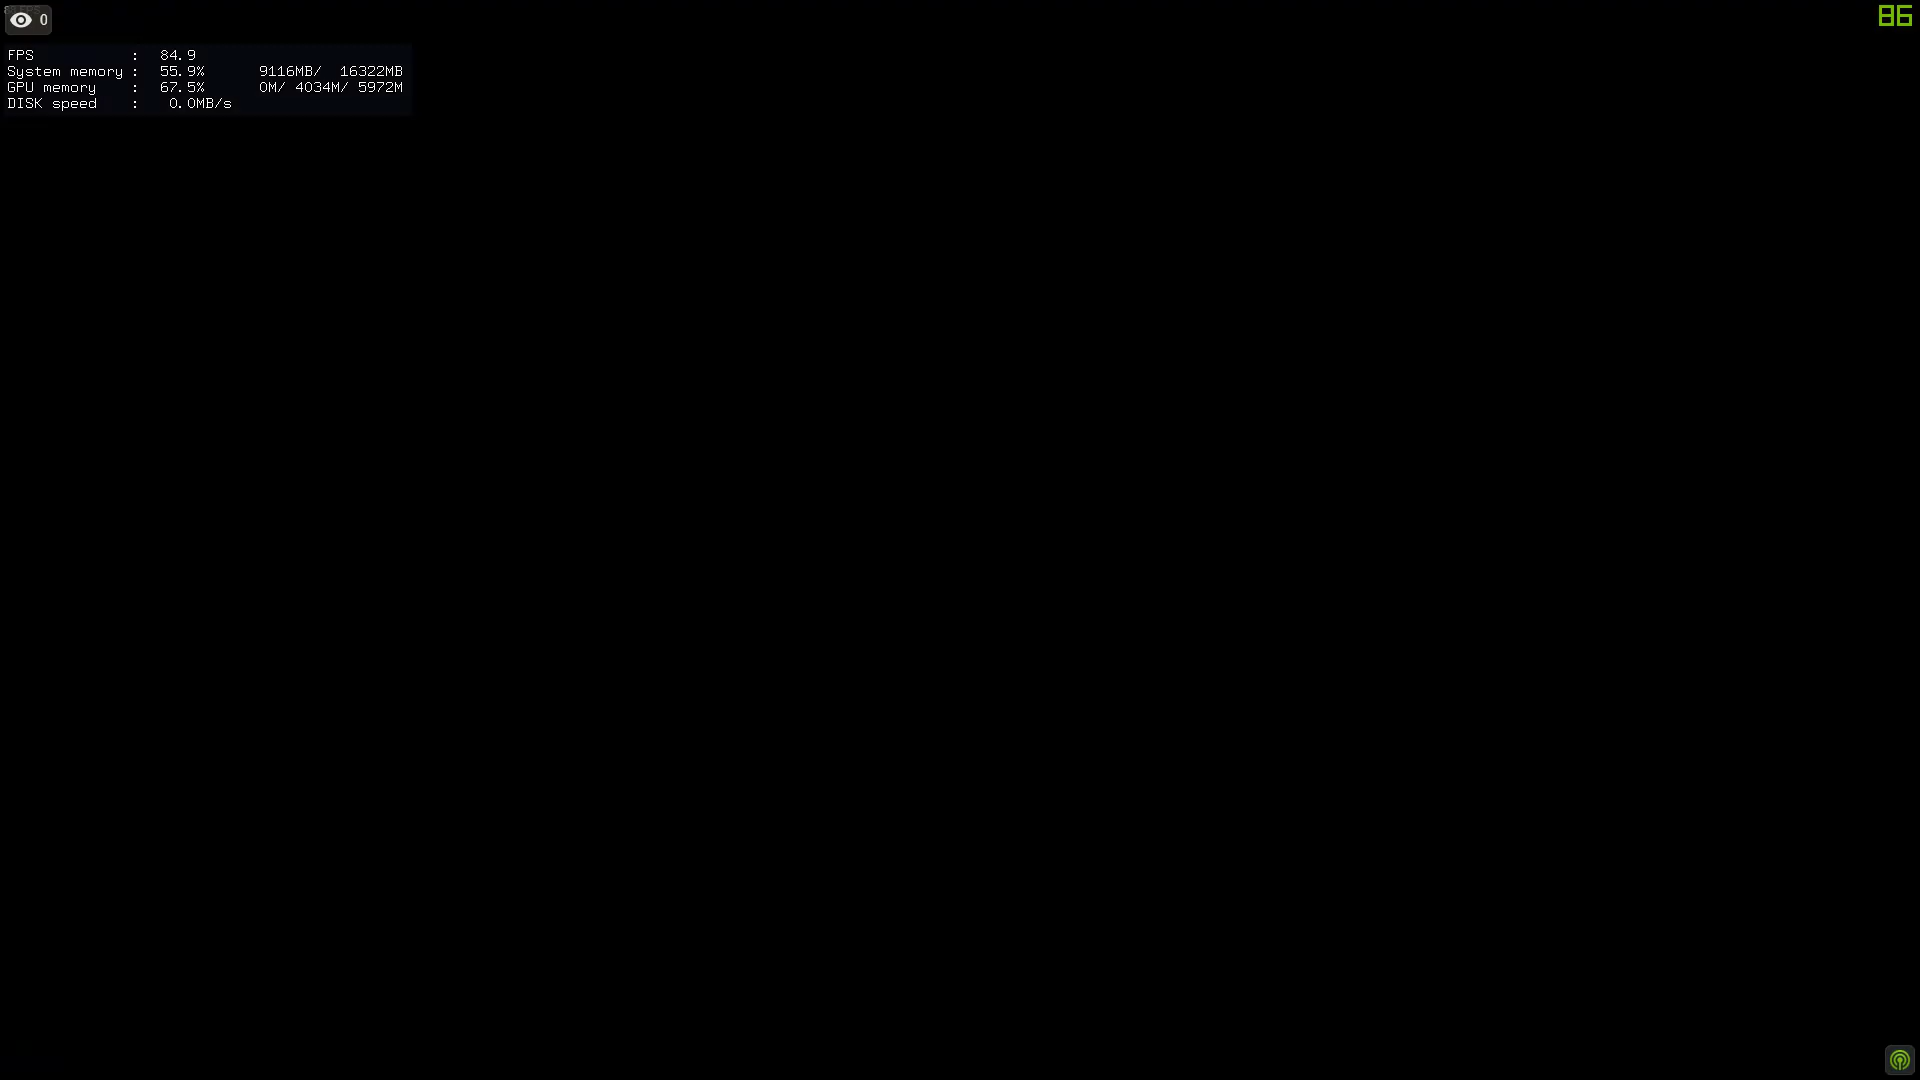 0
86
FPS : 84.9
System memory : 55.9% 9116MB/ 16322MB
GPU memory : 67.5% 0M/ 4034M/ 5972M
DISK speed : 0.0MB/s